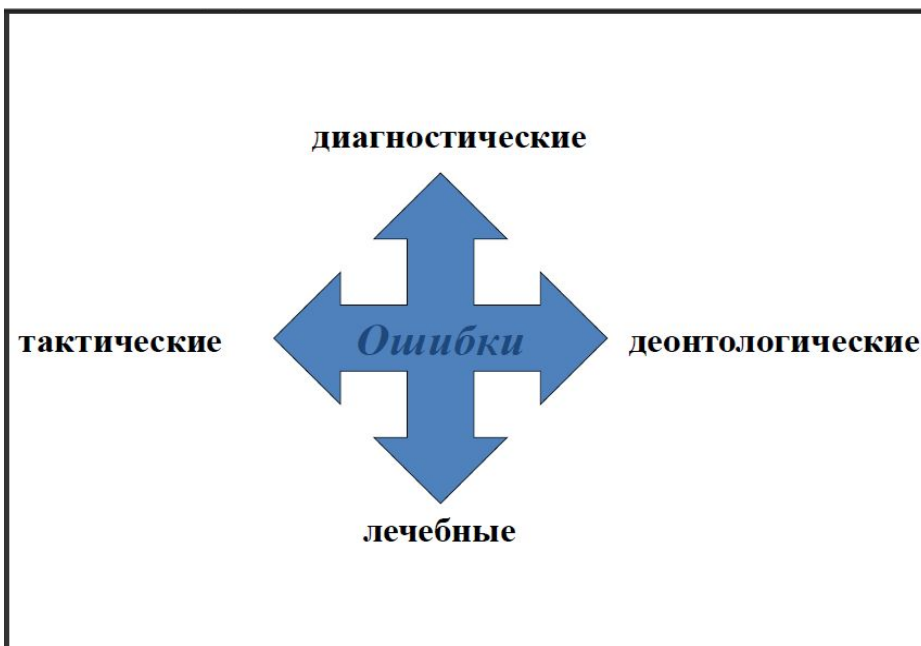 диагностические
тактические
Ошибки
деонтологические
лечебные